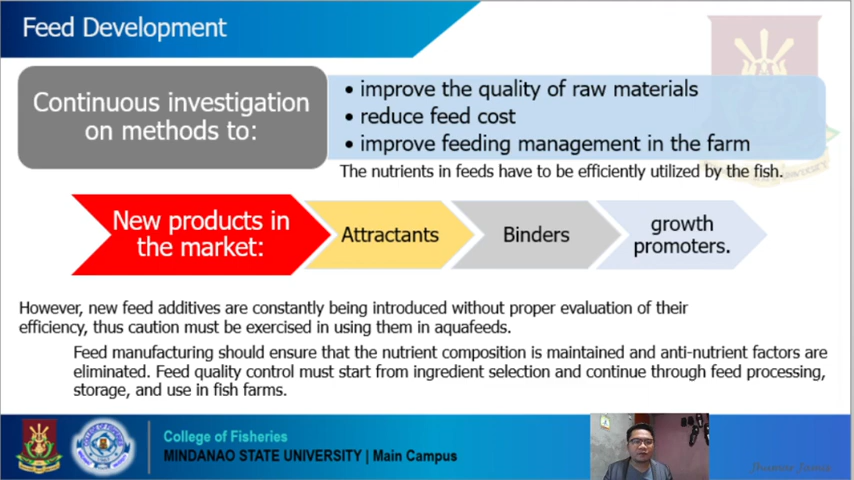 Feed Development
Continuous investigation
on methods to:
• improve the quality of raw materials
• reduce feed cost
• improve feeding management in the farm
The nutrients in feeds have to be efficiently utilized by the fish.
New products in
the market:
Attractants
Binders
growth
promoters.
However, new feed additives are constantly being introduced without proper evaluation of their
efficiency, thus caution must be exercised in using them in aquafeeds.
Feed manufacturing should ensure that the nutrient composition is maintained and anti-nutrient factors are
eliminated. Feed quality control must start from ingredient selection and continue through feed processing,
storage, and use in fish farms.
College of Fisheries
MINDANAO STATE UNIVERSITY | Main Campus